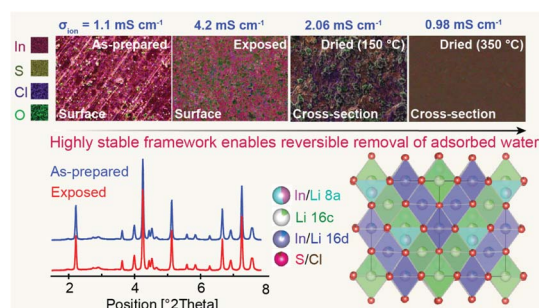 σion = 1.1 mS cm⁻¹ 4.2 mS cm⁻¹ 2.06 mS cm⁻¹ 0.98 mS cm⁻¹
In
S
Cl
O
As-prepared Exposed Dried (150 °C) Dried (350 °C)
Surface Surface Cross-section Cross-section
Highly stable framework enables reversible removal of adsorbed water
As-prepared
Exposed
In/Li 8a
Li 16c
In/Li 16d
S/Cl
2 4 6 8
Position [°2Theta]